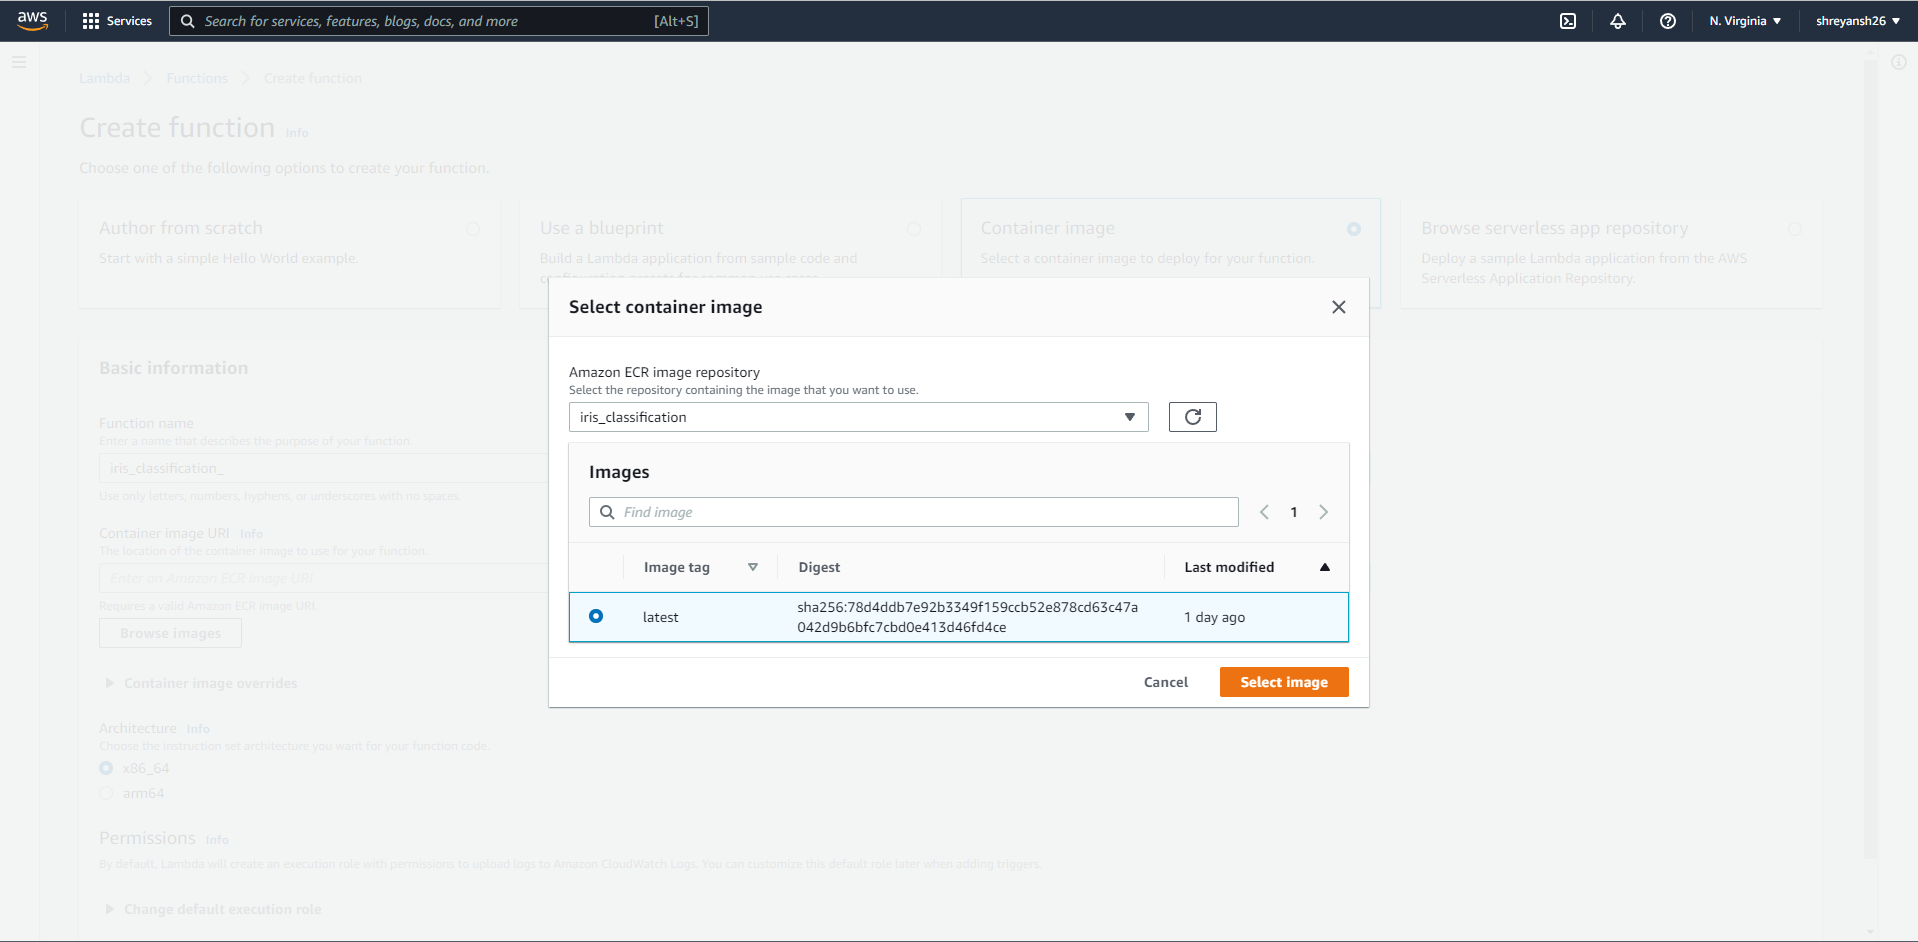 aws
Services
Search for services, features, blogs, docs, and more
[Alt+S]
N. Virginia
shreyansh26
Lambda
Functions
Create function
Create function Info
Choose one of the following options to create your function.
Author from scratch
Start with a simple Hello World example.
Use a blueprint
Build a Lambda application from sample code and
Container image
Select a container image to deploy for your function.
Browse serverless app repository
Deploy a sample Lambda application from the AWS
Serverless Application Repository.
Select container image
Amazon ECR image repository
Select the repository containing the image that you want to use.
iris_classification
Images
Find image
1
Image tag
Digest
Last modified
latest
sha256:78d4ddb7e92b3349f159ccb52e878cd63c47a
042d9b6bfc7cbd0e413d46fd4ce
1 day ago
Cancel
Select image
Basic information
Function name
Enter a name that describes the purpose of your function.
iris_classification_
Use only letters, numbers, hyphens, or underscores with no spaces.
Container image URI Info
The location of the container image to use for your function.
Enter an Amazon ECR image URI
Requires a valid Amazon ECR image URI.
Browse images
Container image overrides
Architecture Info
Choose the instruction set architecture you want for your function code.
x86_64
arm64
Permissions Info
By default, Lambda will create an execution role with permissions to upload logs to Amazon CloudWatch Logs. You can customize this default role later when adding triggers.
Change default execution role